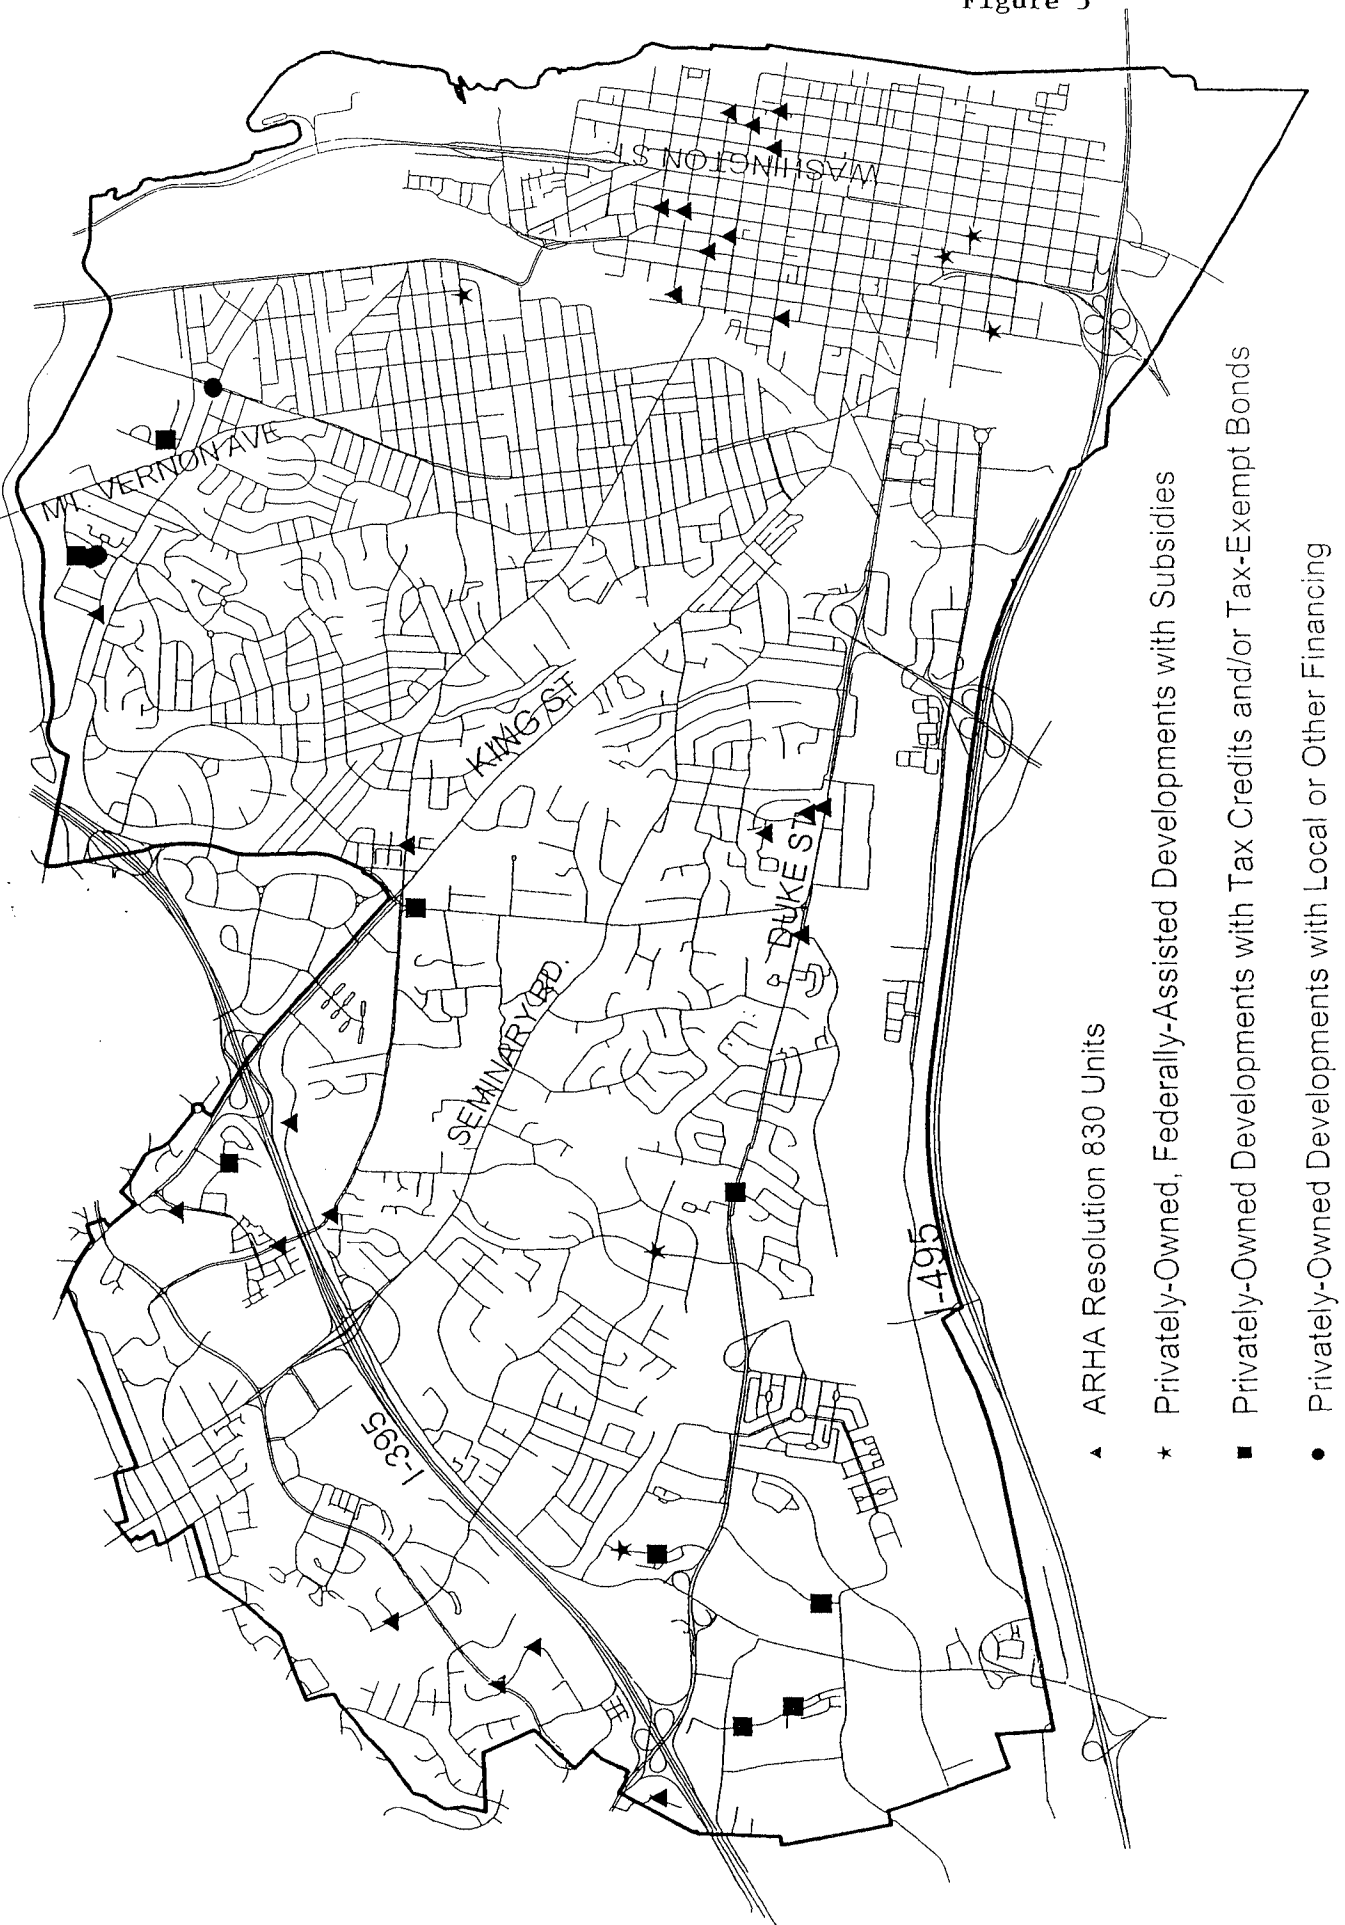 Figure 5
WASHINGTON ST
MT. VERNON AVE
KING ST
DUKE ST
SEMINARY RD.
I-395
I-495
ARHA Resolution 830 Units
Privately-Owned, Federally-Assisted Developments with Subsidies
Privately-Owned Developments with Tax Credits and/or Tax-Exempt Bonds
Privately-Owned Developments with Local or Other Financing